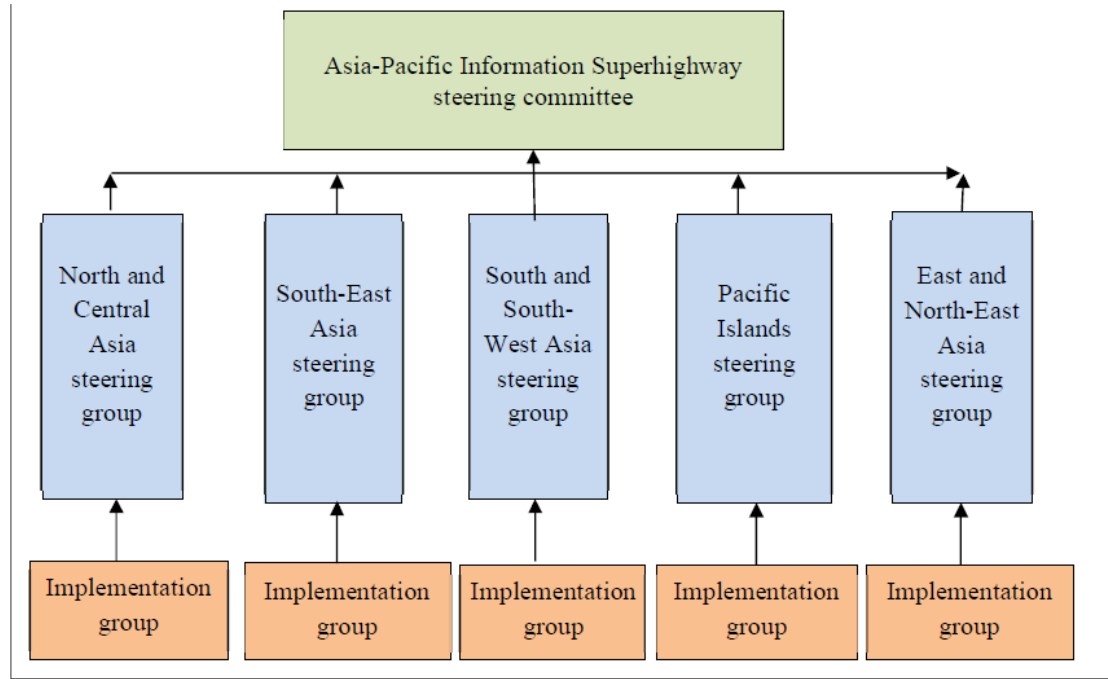 Asia-Pacific Information Superhighway
steering committee
North and
Central
Asia
steering
group
South-East
Asia
steering
group
South and
South-
West Asia
steering
group
Pacific
Islands
steering
group
East and
North-East
Asia
steering
group
Implementation
group
Implementation
group
Implementation
group
Implementation
group
Implementation
group